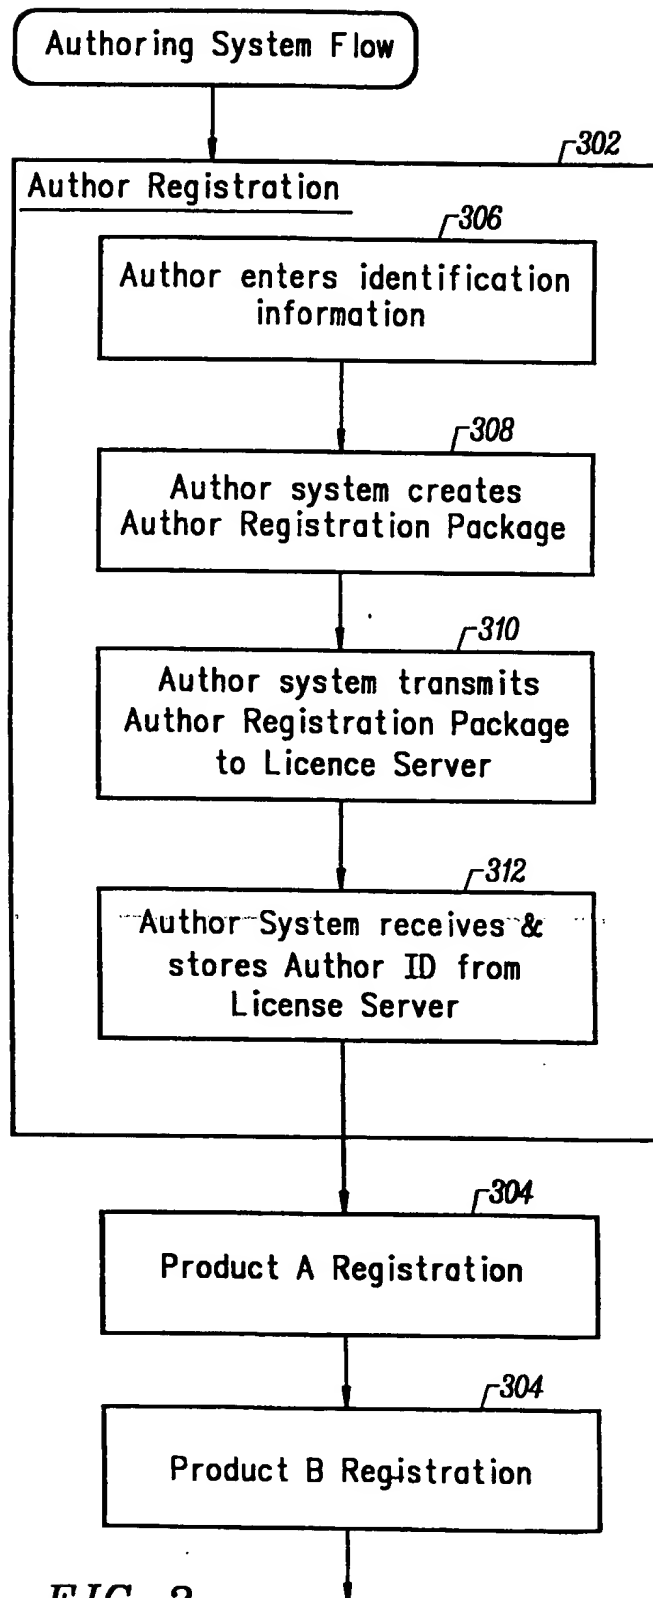 Authoring System Flow
302
Author Registration
306
Author enters identification
information
308
Author system creates
Author Registration Package
310
Author system transmits
Author Registration Package
to Licence Server
312
Author System receives &
stores Author ID from
License Server
304
Product A Registration
304
Product B Registration
FIG.